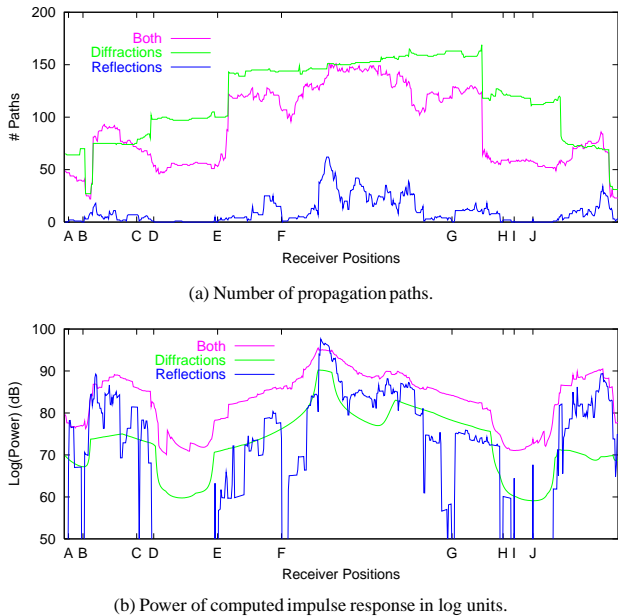 200
150
100
50
0
# Paths
Both
Diffractions
Reflections
A B C D E F G H I J
Receiver Positions
(a) Number of propagation paths.
100
90
80
70
60
50
Log(Power) (dB)
Both
Diffractions
Reflections
A B C D E F G H I J
Receiver Positions
(b) Power of computed impulse response in log units.